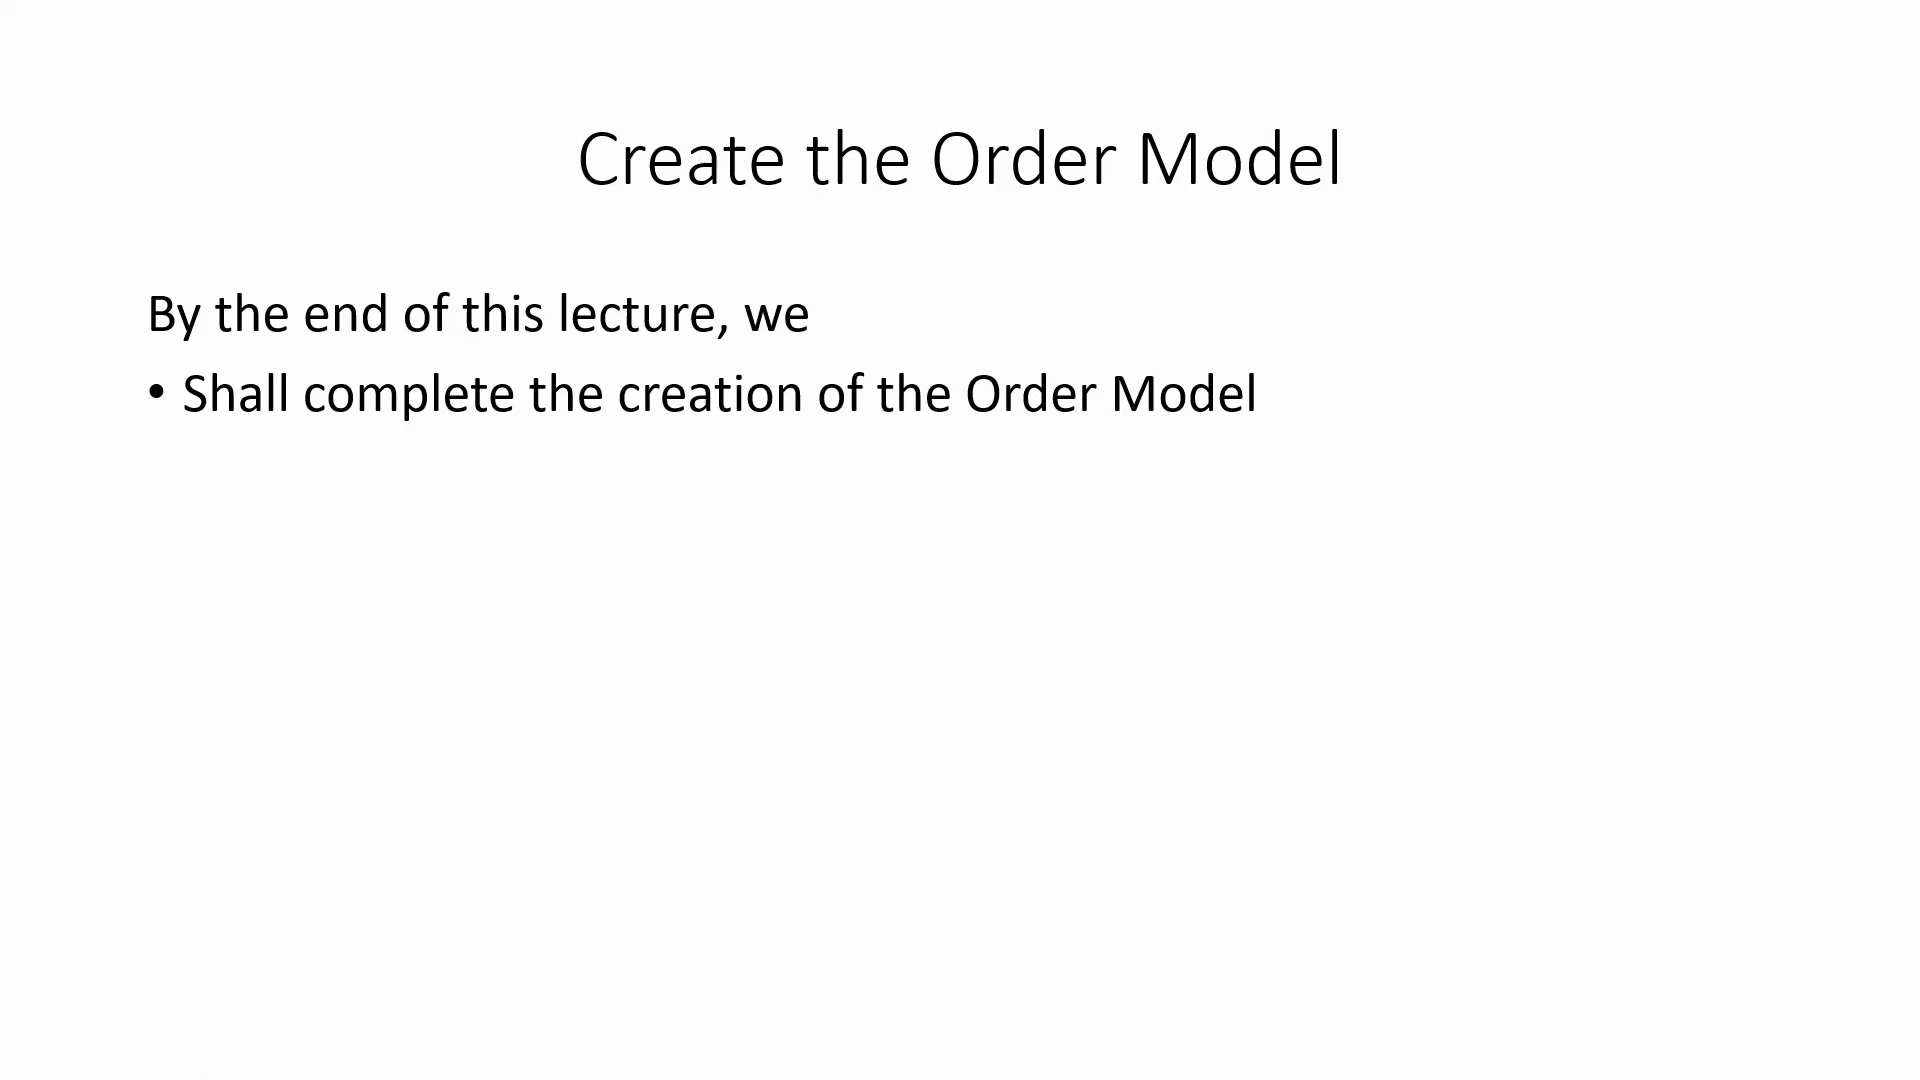 Create the Order Model
By the end of this lecture, we
• Shall complete the creation of the Order Model